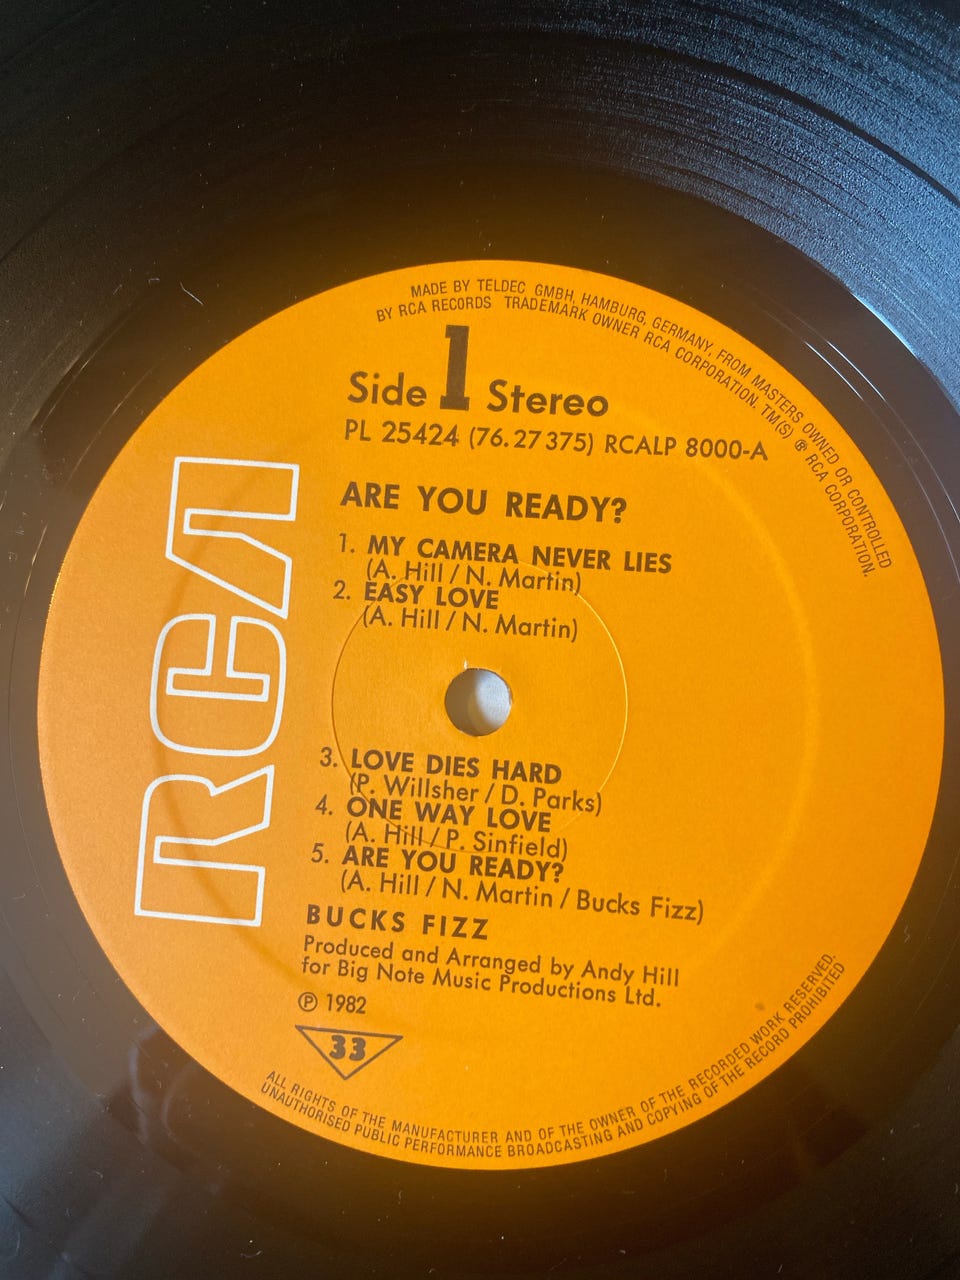 MADE BY TELDEC GMBH, HAMBURG, GERMANY, FROM MASTERS OWNED OR CONTROLLED
BY RCA RECORDS TRADEMARK OWNER RCA CORPORATION. TM(S) ® RCA CORPORATION.
Side 1 Stereo
PL 25424 (76.27375) RCALP 8000-A
RCA
ARE YOU READY?
1. MY CAMERA NEVER LIES
(A. Hill / N. Martin)
2. EASY LOVE
(A. Hill / N. Martin)
3. LOVE DIES HARD
(P. Willsher / D. Parks)
4. ONE WAY LOVE
(A. Hill / P. Sinfield)
5. ARE YOU READY?
(A. Hill / N. Martin / Bucks Fizz)
BUCKS FIZZ
Produced and Arranged by Andy Hill
for Big Note Music Productions Ltd.
℗ 1982
33
ALL RIGHTS OF THE MANUFACTURER AND OF THE OWNER OF THE RECORDED WORK RESERVED.
UNAUTHORISED PUBLIC PERFORMANCE BROADCASTING AND COPYING OF THE RECORD PROHIBITED